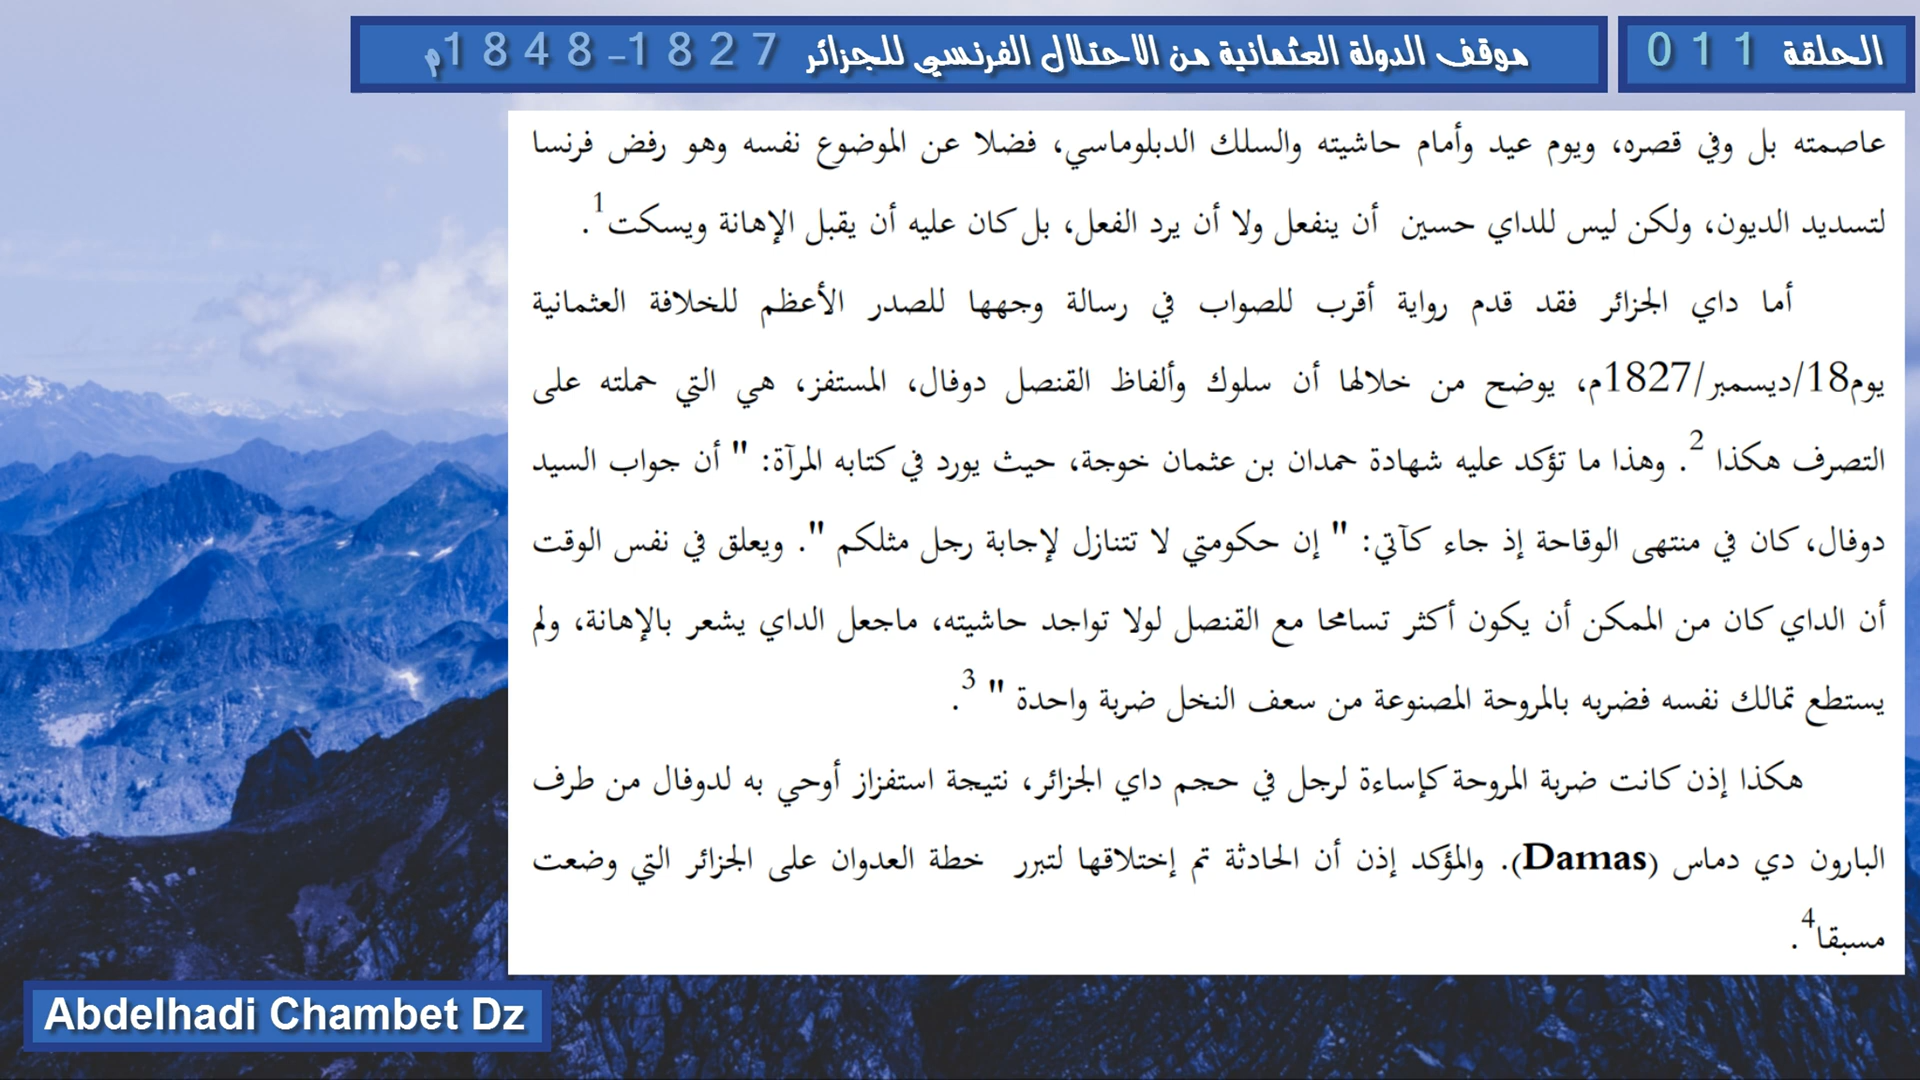 الحلقة 011
موقف الدولة العثمانية من الاحتلال الفرنسي للجزائر 1827-1848م
عاصمته بل وفي قصره، ويوم عيد وأمام حاشيته والسلك الدبلوماسي، فضلا عن الموضوع نفسه وهو رفض فرنسا
لتسديد الديون، ولكن ليس للداي حسين أن ينفعل ولا أن يرد الفعل، بل كان عليه أن يقبل الإهانة ويسكت1.
أما داي الجزائر فقد قدم رواية أقرب للصواب في رسالة وجهها للصدر الأعظم للخلافة العثمانية
يوم18/ديسمبر/1827م، يوضح من خلالها أن سلوك وألفاظ القنصل دوفال، المستفز، هي التي حملته على
التصرف هكذا 2. وهذا ما تؤكد عليه شهادة حمدان بن عثمان خوجة، حيث يورد في كتابه المرآة: " أن جواب السيد
دوفال، كان في منتهى الوقاحة إذ جاء كآتي: " إن حكومتي لا تتنازل لإجابة رجل مثلكم ". ويعلق في نفس الوقت
أن الداي كان من الممكن أن يكون أكثر تسامحا مع القنصل لولا تواجد حاشيته، ماجعل الداي يشعر بالإهانة، ولم
يستطع تمالك نفسه فضربه بالمروحة المصنوعة من سعف النخل ضربة واحدة " 3.
هكذا إذن كانت ضربة المروحة كإساءة لرجل في حجم داي الجزائر، نتيجة استفزاز أوحي به لدوفال من طرف
البارون دي دماس (Damas). والمؤكد إذن أن الحادثة تم إختلاقها لتبرر خطة العدوان على الجزائر التي وضعت
مسبقا4.
Abdelhadi Chambet Dz